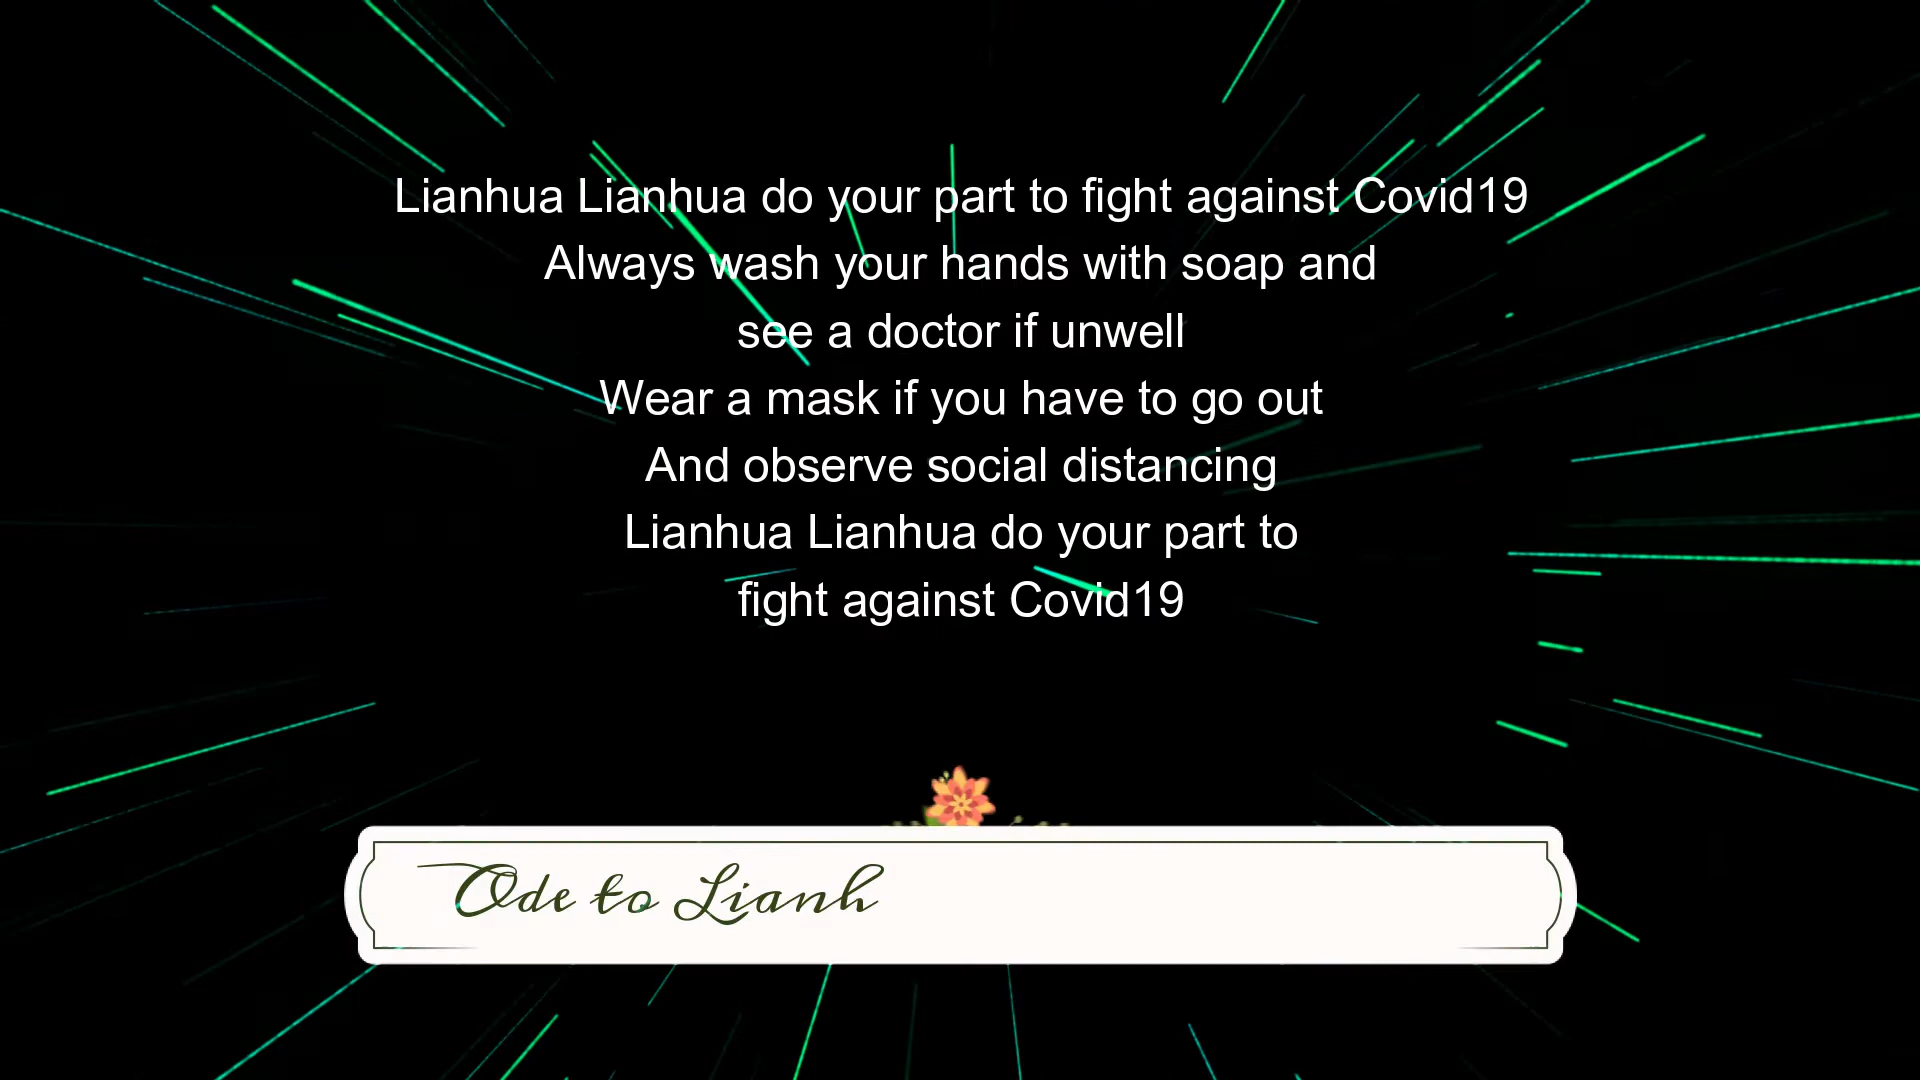 Lianhua Lianhua do your part to fight against Covid19
Always wash your hands with soap and
see a doctor if unwell
Wear a mask if you have to go out
And observe social distancing
Lianhua Lianhua do your part to
fight against Covid19
Ode to Lianh